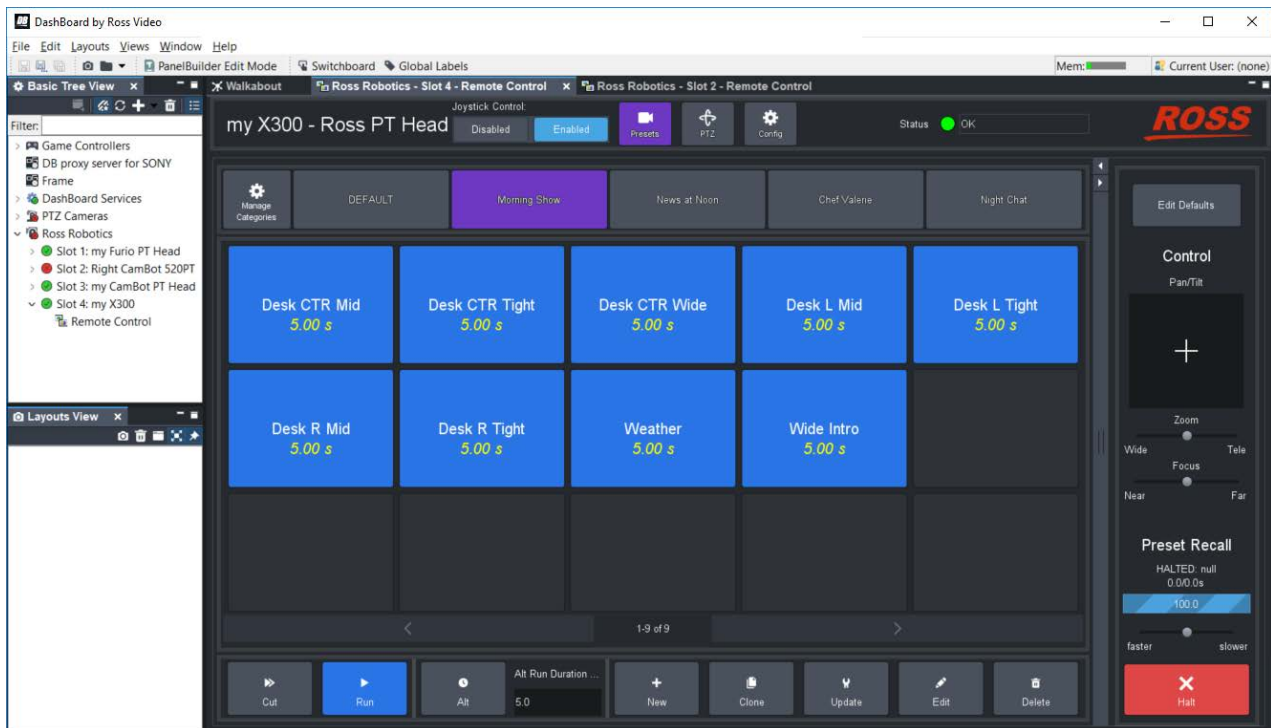 DashBoard by Ross Video
File Edit Layouts Views Window Help
PanelBuilder Edit Mode Switchboard Global Labels Mem: Current User: (none)
Basic Tree View
Filter:
Game Controllers
DB proxy server for SONY
Frame
DashBoard Services
PTZ Cameras
Ross Robotics
Slot 1: my Furio PT Head
Slot 2: Right CamBot 520PT
Slot 3: my CamBot PT Head
Slot 4: my X300
Remote Control
Layouts View
Walkabout Ross Robotics - Slot 4 - Remote Control Ross Robotics - Slot 2 - Remote Control
my X300 - Ross PT Head
Joystick Control:
Disabled Enabled
Presets PTZ Config
Status OK
ROSS
Manage
Categories
DEFAULT Morning Show News at Noon Chef Valerie Night Chat
Desk CTR Mid Desk CTR Tight Desk CTR Wide Desk L Mid Desk L Tight
5.00 s 5.00 s 5.00 s 5.00 s 5.00 s
Desk R Mid Desk R Tight Weather Wide Intro
5.00 s 5.00 s 5.00 s 5.00 s
1-9 of 9
Cut Run Alt
Alt Run Duration ...
5.0
New Clone Update Edit Delete
Edit Defaults
Control
Pan/Tilt
Zoom
Wide Tele
Focus
Near Far
Preset Recall
HALTED: null
0.0/0.0s
100.0
faster slower
Halt